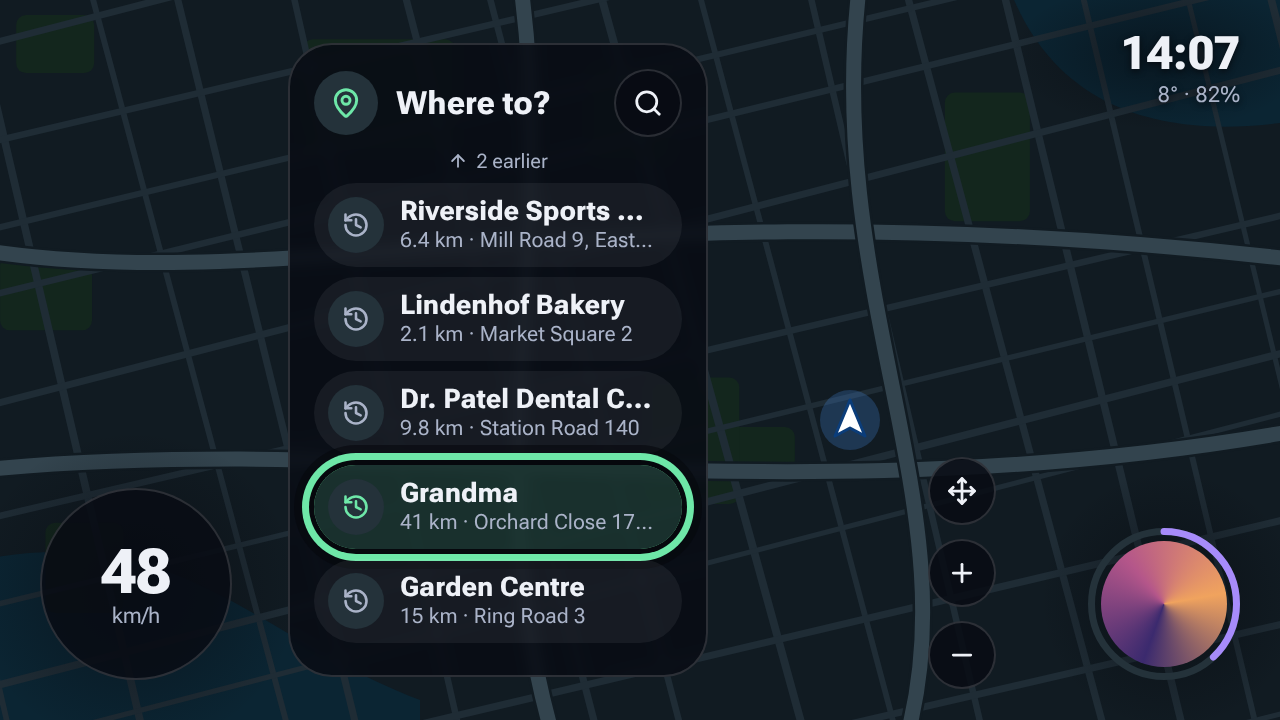 Where to?
2 earlier
Riverside Sports ...
6.4 km · Mill Road 9, East...
Lindenhof Bakery
2.1 km · Market Square 2
Dr. Patel Dental C...
9.8 km · Station Road 140
Grandma
41 km · Orchard Close 17...
Garden Centre
15 km · Ring Road 3
48
km/h
14:07
8° · 82%